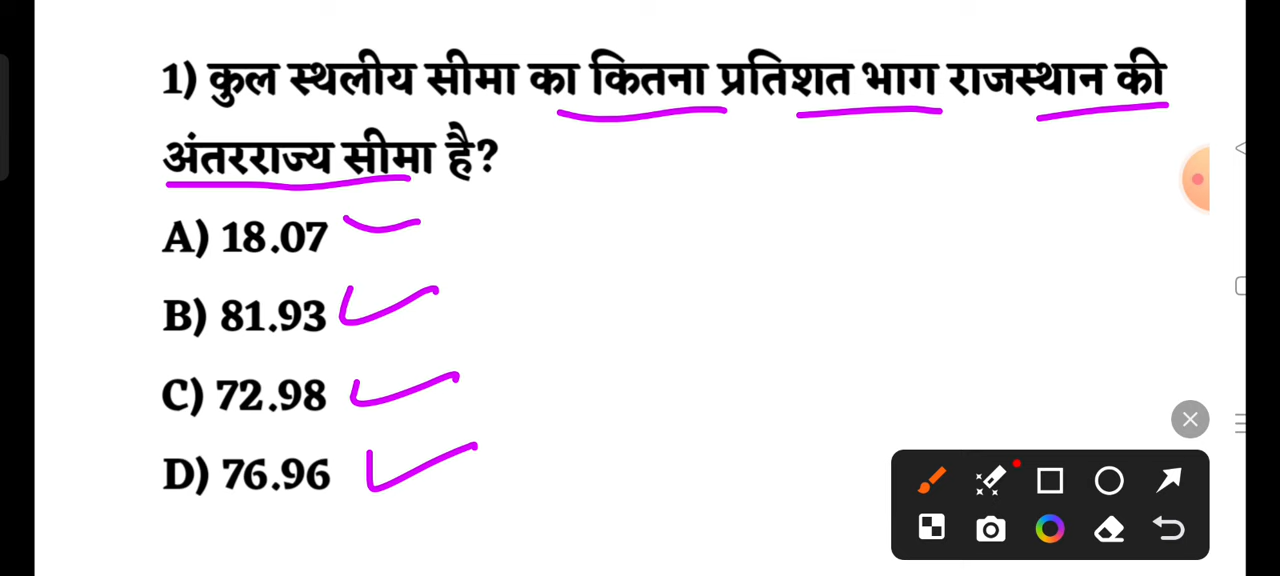 1) कुल स्थलीय सीमा का कितना प्रतिशत भाग राजस्थान की
अंतरराज्य सीमा है?
A) 18.07
B) 81.93
C) 72.98
D) 76.96